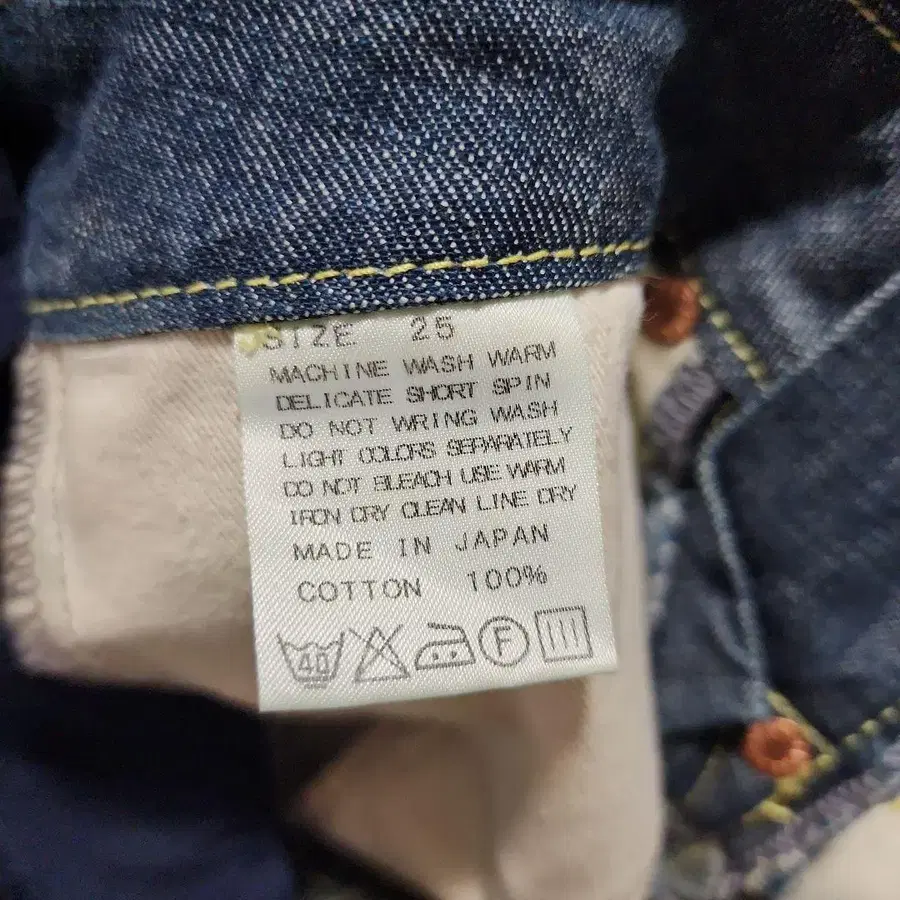 SIZE 25
MACHINE WASH WARM
DELICATE SHORT SPIN
DO NOT WRING WASH
LIGHT COLORS SEPARATELY
DO NOT BLEACH USE WARM
IRON DRY CLEAN LINE DRY
MADE IN JAPAN
COTTON 100%
40 F